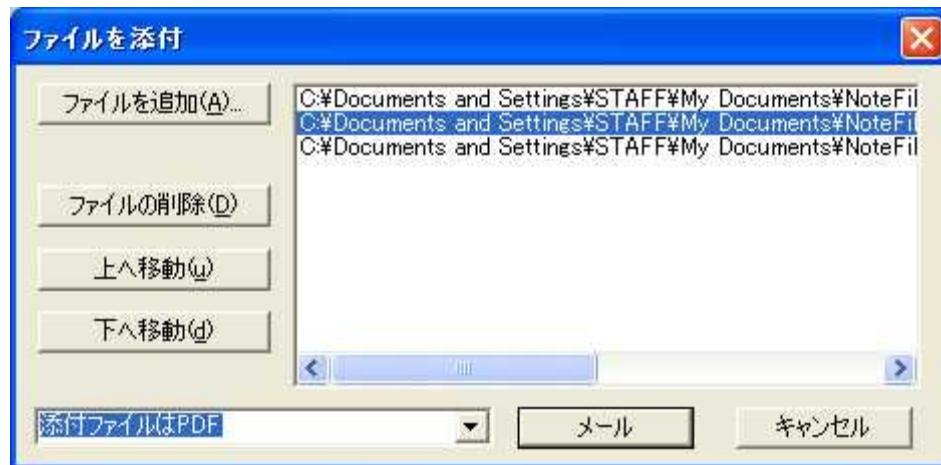 ファイルを添付
ファイルを追加(A)...
C:¥Documents and Settings¥STAFF¥My Documents¥NoteFil
C:¥Documents and Settings¥STAFF¥My Documents¥NoteFil
C:¥Documents and Settings¥STAFF¥My Documents¥NoteFil
ファイルの削除(D)
上へ移動(u)
下へ移動(d)
添付ファイルはPDF
メール
キャンセル